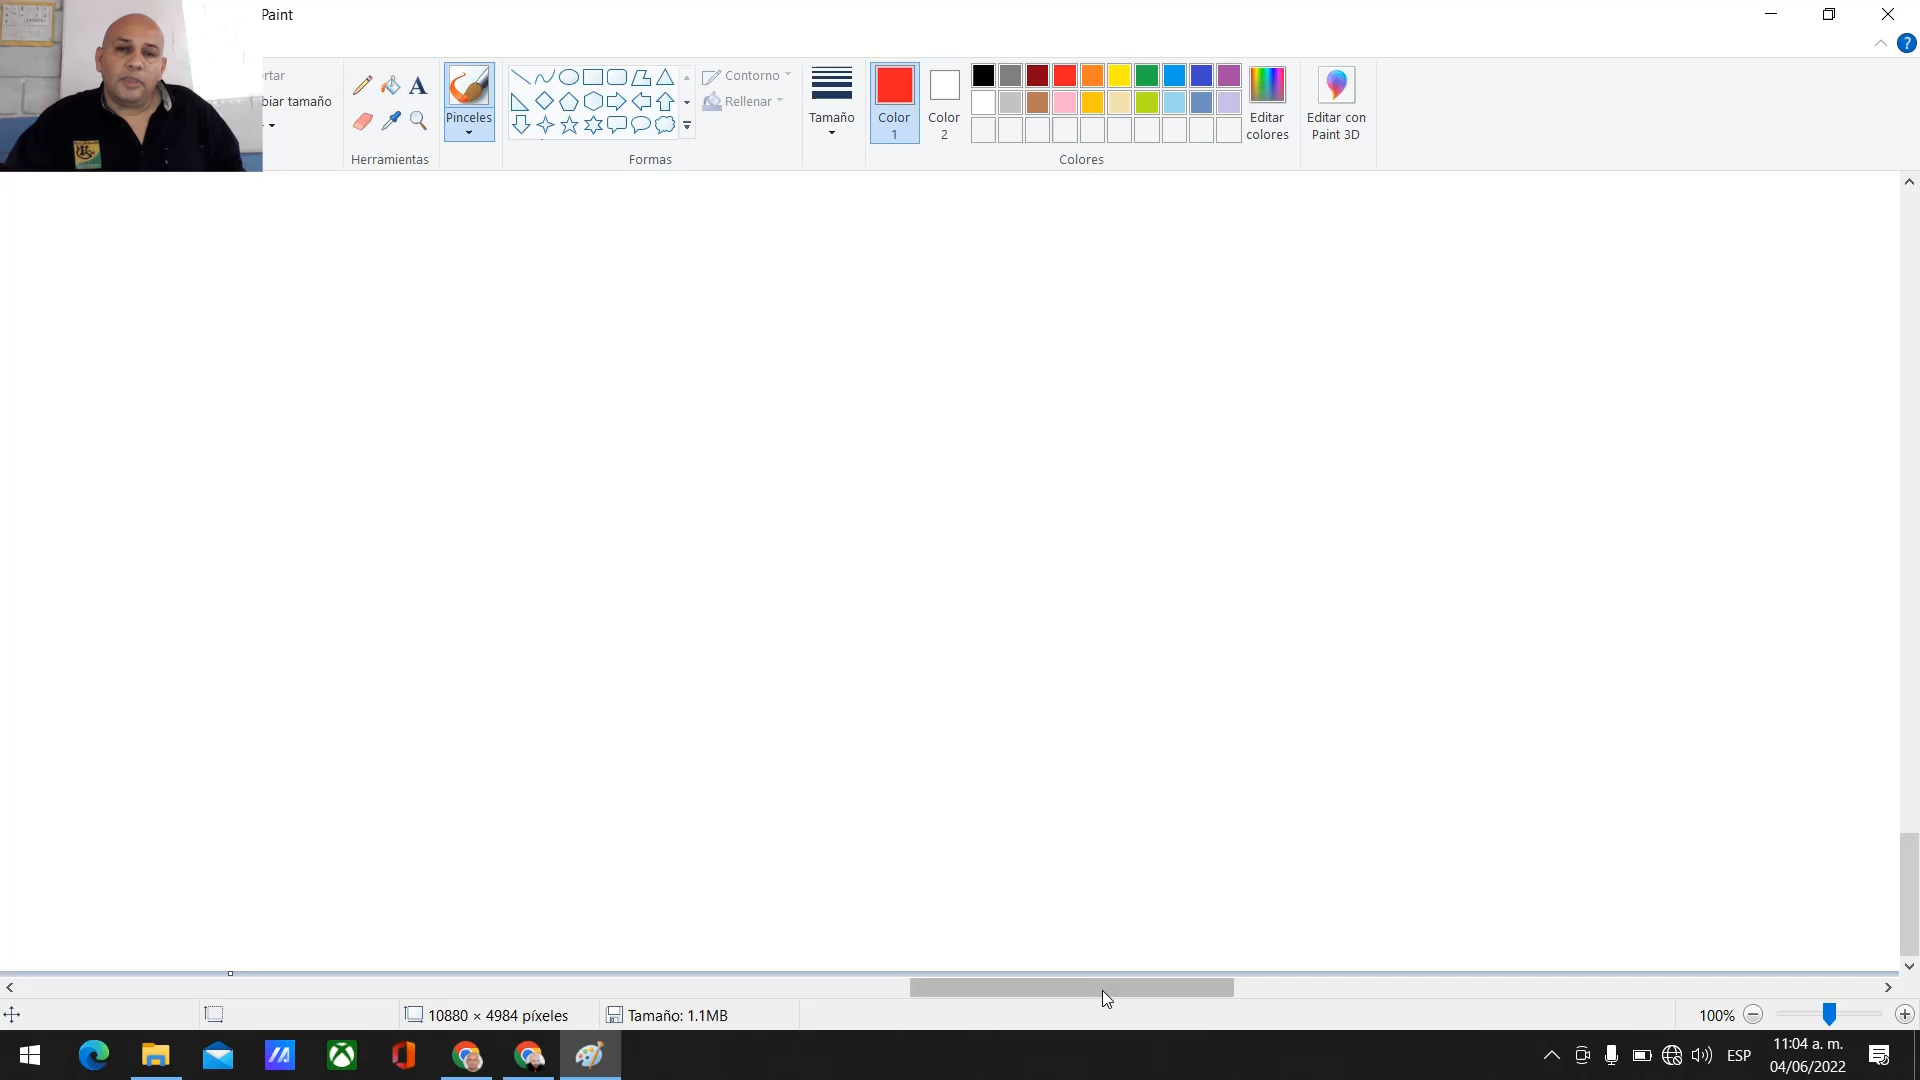 Paint
ortar
biar tamaño
Herramientas
A
Pinceles
Formas
Contorno
Rellenar
Tamaño
Color
1
Color
2
Colores
Editar
colores
Editar con
Paint 3D
?
10880 × 4984 píxeles
Tamaño: 1.1MB
100%
ESP
11:04 a. m.
04/06/2022